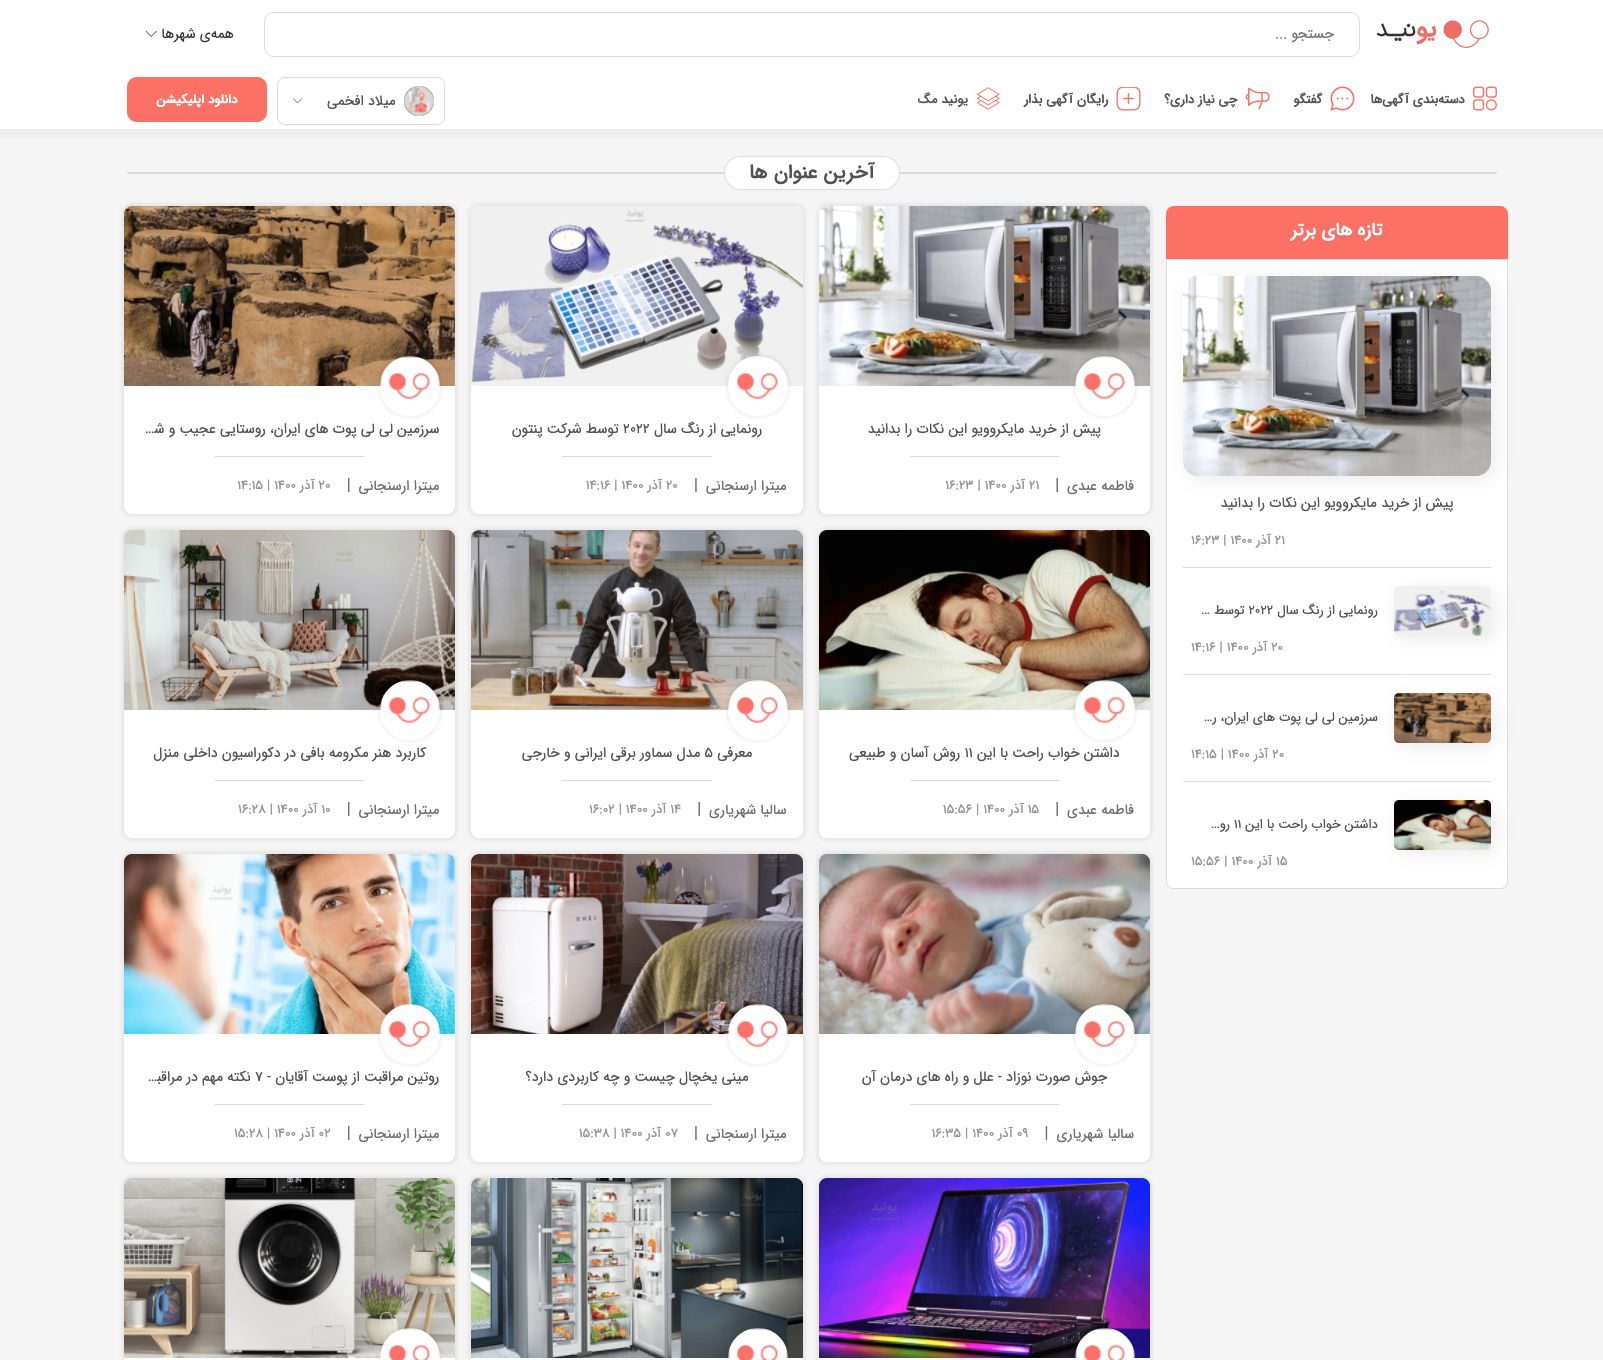 یونید
جستجو ...
همه‌ی شهرها
دسته‌بندی آگهی‌ها
گفتگو
چی نیاز داری؟
رایگان آگهی بذار
یونید مگ
میلاد افخمی
دانلود اپلیکیشن
آخرین عنوان ها
تازه های برتر
پیش از خرید مایکروویو این نکات را بدانید
۲۱ آذر ۱۴۰۰ | ۱۶:۲۳
رونمایی از رنگ سال ۲۰۲۲ توسط ...
۲۰ آذر ۱۴۰۰ | ۱۴:۱۶
سرزمین لی لی پوت های ایران، ر...
۲۰ آذر ۱۴۰۰ | ۱۴:۱۵
داشتن خواب راحت با این ۱۱ رو...
۱۵ آذر ۱۴۰۰ | ۱۵:۵۶
پیش از خرید مایکروویو این نکات را بدانید
فاطمه عبدی | ۲۱ آذر ۱۴۰۰ | ۱۶:۲۳
رونمایی از رنگ سال ۲۰۲۲ توسط شرکت پنتون
میترا ارسنجانی | ۲۰ آذر ۱۴۰۰ | ۱۴:۱۶
سرزمین لی لی پوت های ایران، روستایی عجیب و شـ...
میترا ارسنجانی | ۲۰ آذر ۱۴۰۰ | ۱۴:۱۵
داشتن خواب راحت با این ۱۱ روش آسان و طبیعی
فاطمه عبدی | ۱۵ آذر ۱۴۰۰ | ۱۵:۵۶
معرفی ۵ مدل سماور برقی ایرانی و خارجی
سالیا شهریاری | ۱۴ آذر ۱۴۰۰ | ۱۶:۰۲
کاربرد هنر مکرومه بافی در دکوراسیون داخلی منزل
میترا ارسنجانی | ۱۰ آذر ۱۴۰۰ | ۱۶:۲۸
جوش صورت نوزاد - علل و راه های درمان آن
سالیا شهریاری | ۰۹ آذر ۱۴۰۰ | ۱۶:۳۵
SMEG
مینی یخچال چیست و چه کاربردی دارد؟
میترا ارسنجانی | ۰۷ آذر ۱۴۰۰ | ۱۵:۳۸
یونید
روتین مراقبت از پوست آقایان - ۷ نکته مهم در مراقبـ...
میترا ارسنجانی | ۰۲ آذر ۱۴۰۰ | ۱۵:۲۸
یونید
msi
یونید
یونید